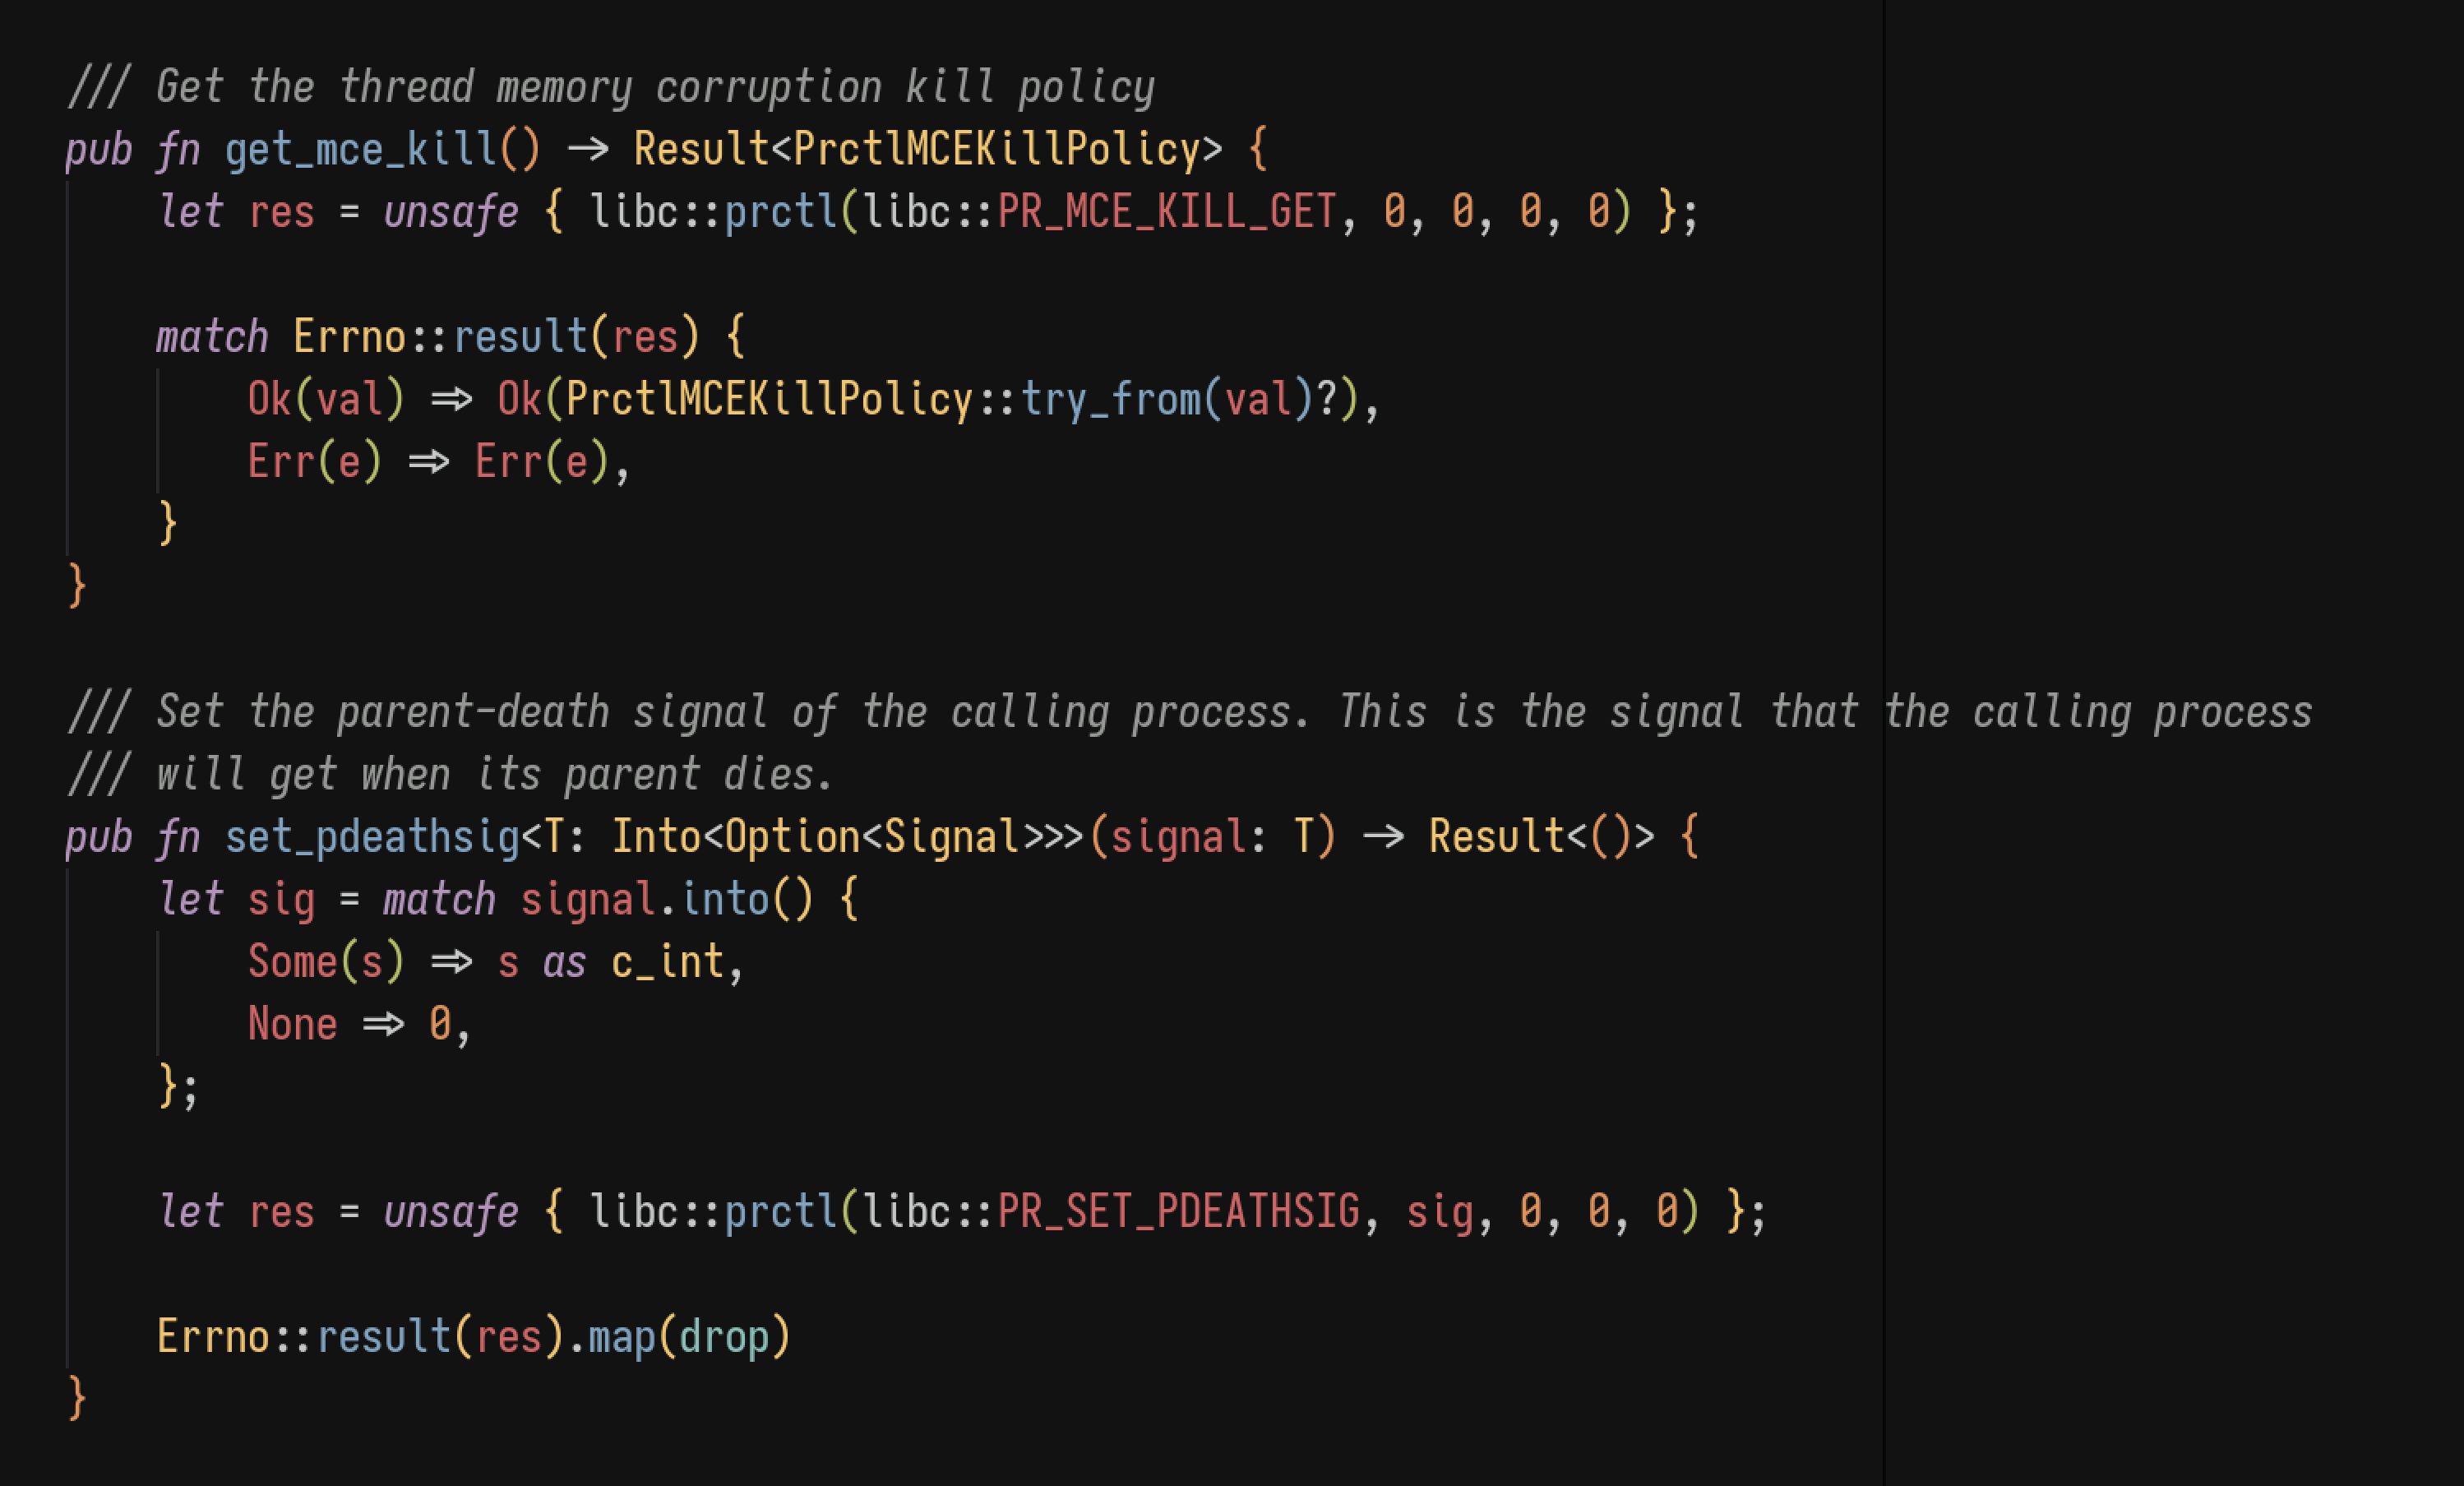 /// Get the thread memory corruption kill policy
pub fn get_mce_kill() -> Result<PrctlMCEKillPolicy> {
    let res = unsafe { libc::prctl(libc::PR_MCE_KILL_GET, 0, 0, 0, 0) };

    match Errno::result(res) {
        Ok(val) => Ok(PrctlMCEKillPolicy::try_from(val)?),
        Err(e) => Err(e),
    }
}

/// Set the parent-death signal of the calling process. This is the signal that the calling process
/// will get when its parent dies.
pub fn set_pdeathsig<T: Into<Option<Signal>>>(signal: T) -> Result<()> {
    let sig = match signal.into() {
        Some(s) => s as c_int,
        None => 0,
    };

    let res = unsafe { libc::prctl(libc::PR_SET_PDEATHSIG, sig, 0, 0, 0) };

    Errno::result(res).map(drop)
}